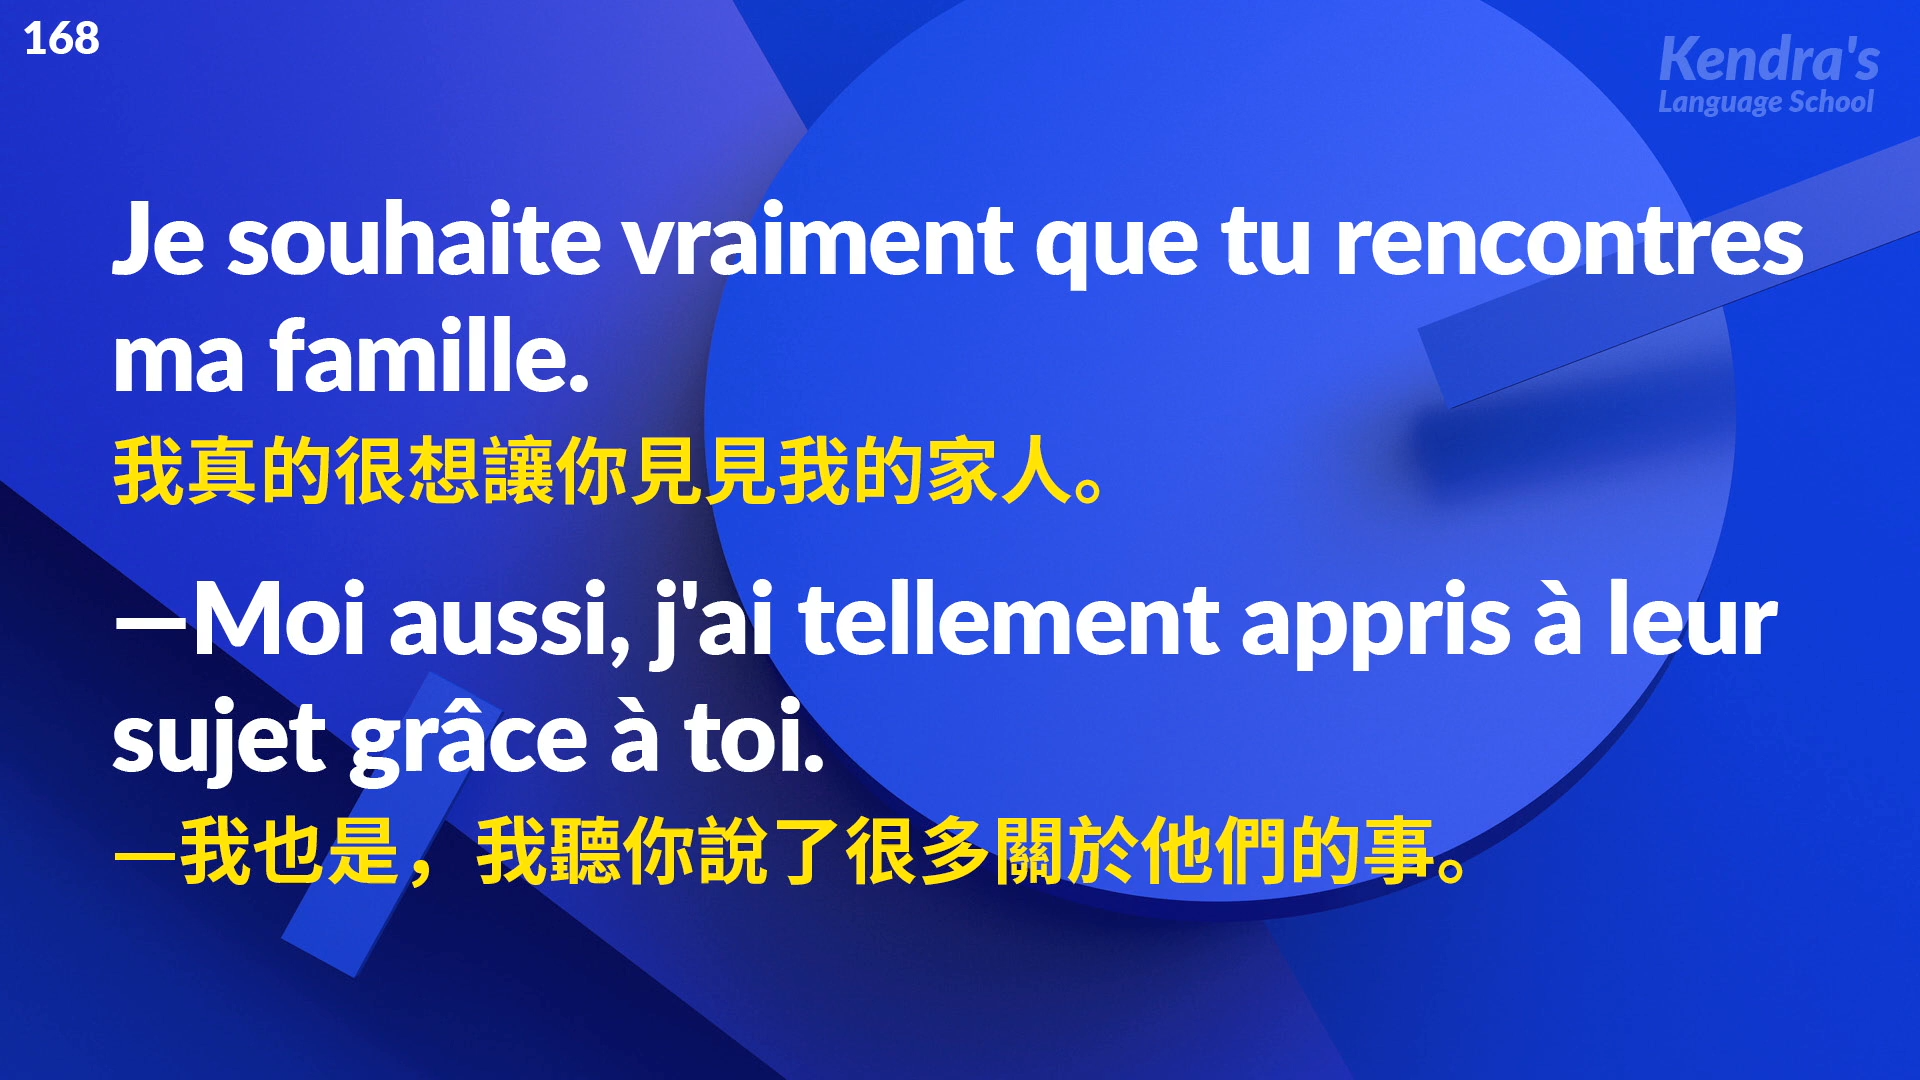 168
Kendra's
Language School
Je souhaite vraiment que tu rencontres
ma famille.
我真的很想讓你見見我的家人。
—Moi aussi, j'ai tellement appris à leur
sujet grâce à toi.
—我也是，我聽你說了很多關於他們的事。